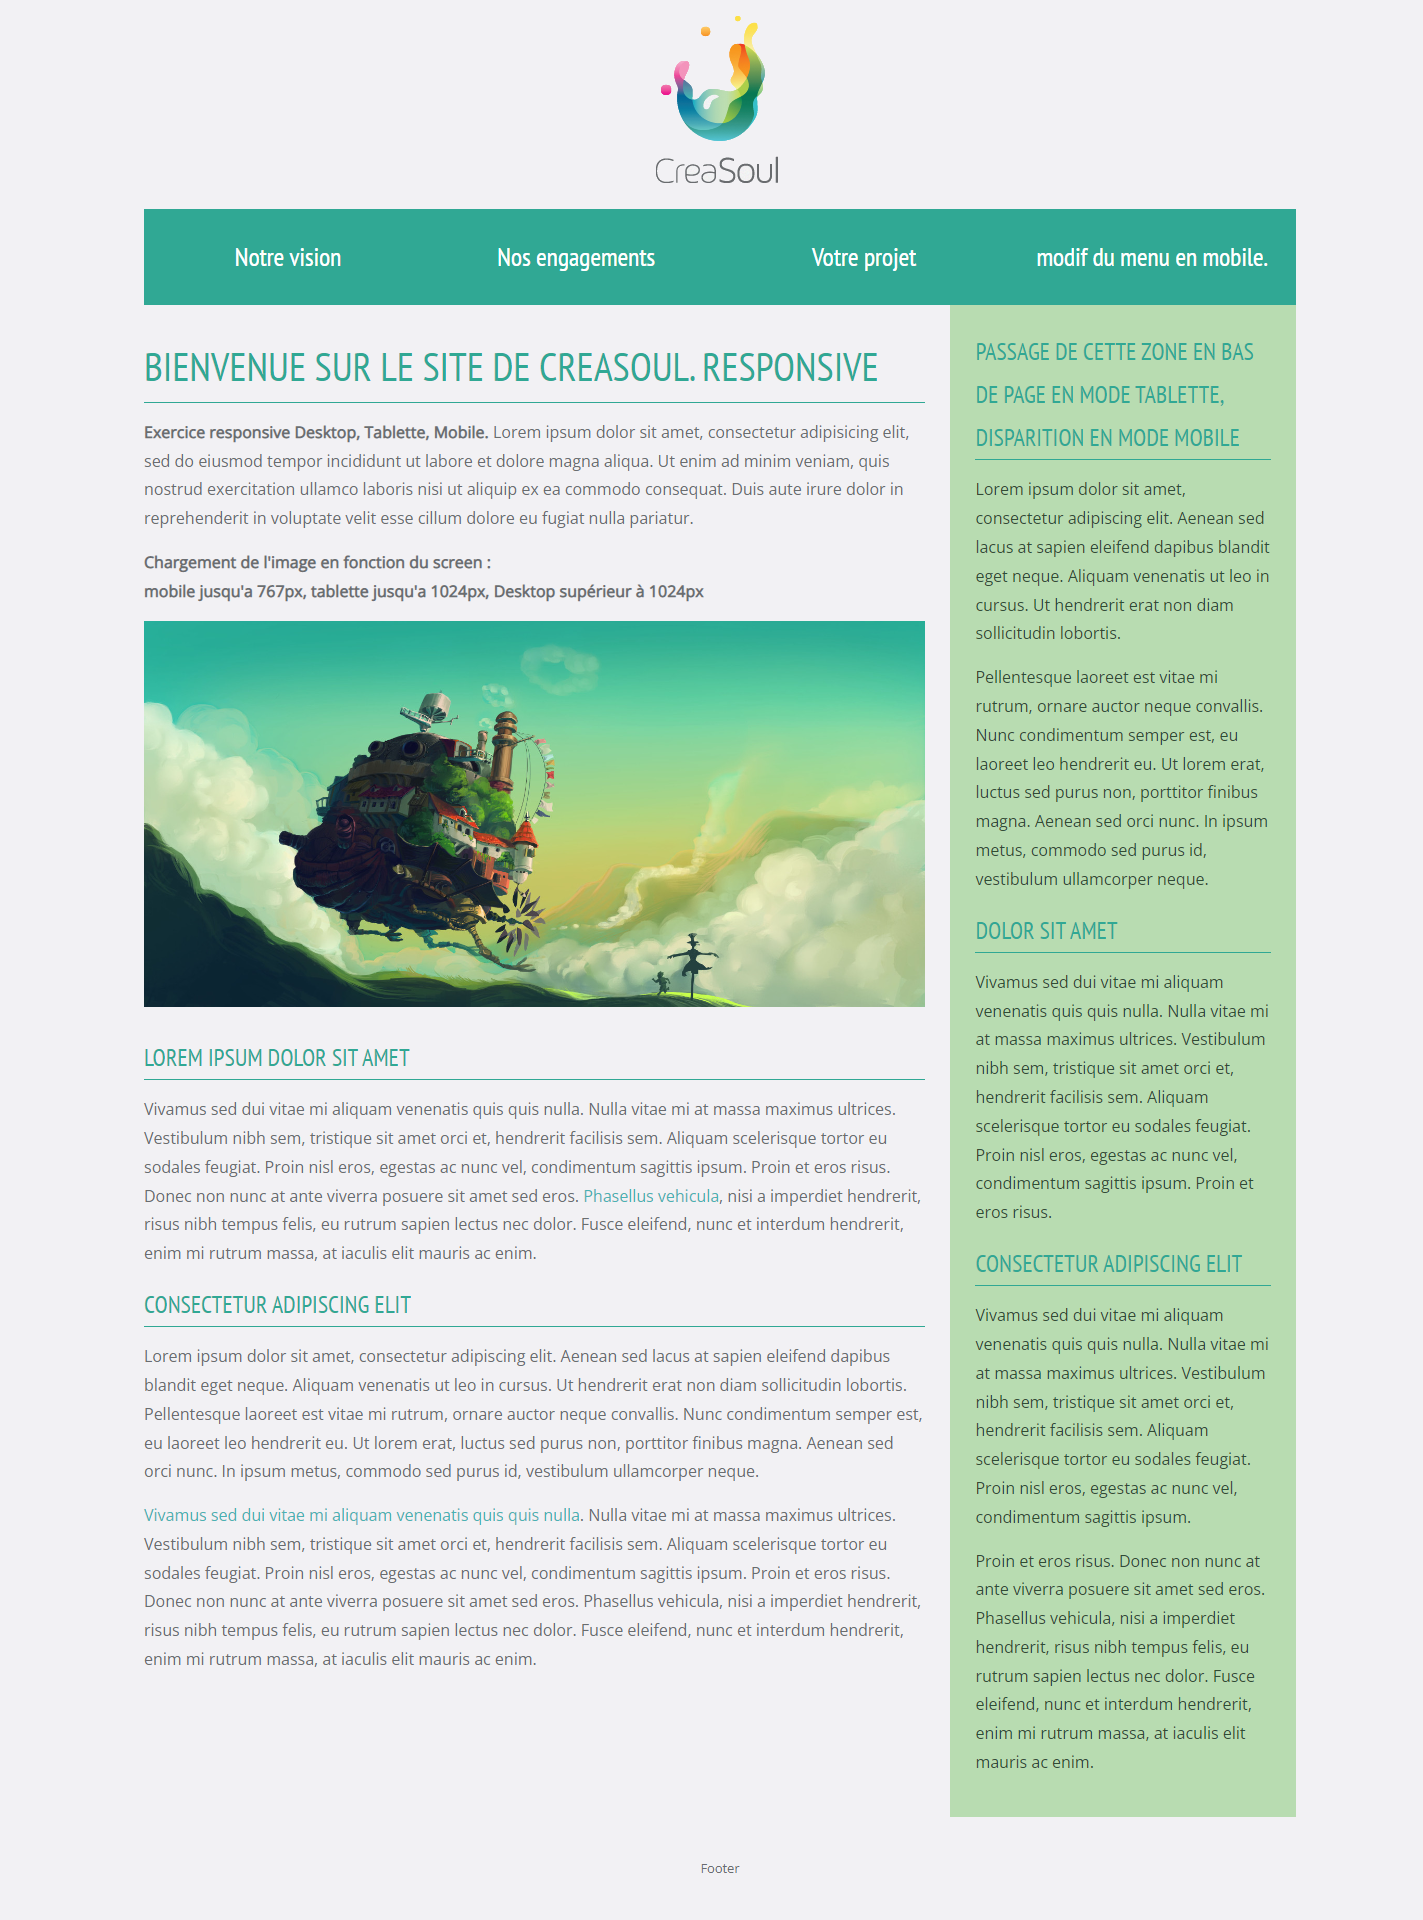 CreaSoul
Notre vision
Nos engagements
Votre projet
modif du menu en mobile.
BIENVENUE SUR LE SITE DE CREASOUL. RESPONSIVE
Exercice responsive Desktop, Tablette, Mobile. Lorem ipsum dolor sit amet, consectetur adipisicing elit,
sed do eiusmod tempor incididunt ut labore et dolore magna aliqua. Ut enim ad minim veniam, quis
nostrud exercitation ullamco laboris nisi ut aliquip ex ea commodo consequat. Duis aute irure dolor in
reprehenderit in voluptate velit esse cillum dolore eu fugiat nulla pariatur.
Chargement de l'image en fonction du screen :
mobile jusqu'a 767px, tablette jusqu'a 1024px, Desktop supérieur à 1024px
LOREM IPSUM DOLOR SIT AMET
Vivamus sed dui vitae mi aliquam venenatis quis quis nulla. Nulla vitae mi at massa maximus ultrices.
Vestibulum nibh sem, tristique sit amet orci et, hendrerit facilisis sem. Aliquam scelerisque tortor eu
sodales feugiat. Proin nisl eros, egestas ac nunc vel, condimentum sagittis ipsum. Proin et eros risus.
Donec non nunc at ante viverra posuere sit amet sed eros. Phasellus vehicula, nisi a imperdiet hendrerit,
risus nibh tempus felis, eu rutrum sapien lectus nec dolor. Fusce eleifend, nunc et interdum hendrerit,
enim mi rutrum massa, at iaculis elit mauris ac enim.
CONSECTETUR ADIPISCING ELIT
Lorem ipsum dolor sit amet, consectetur adipiscing elit. Aenean sed lacus at sapien eleifend dapibus
blandit eget neque. Aliquam venenatis ut leo in cursus. Ut hendrerit erat non diam sollicitudin lobortis.
Pellentesque laoreet est vitae mi rutrum, ornare auctor neque convallis. Nunc condimentum semper est,
eu laoreet leo hendrerit eu. Ut lorem erat, luctus sed purus non, porttitor finibus magna. Aenean sed
orci nunc. In ipsum metus, commodo sed purus id, vestibulum ullamcorper neque.
Vivamus sed dui vitae mi aliquam venenatis quis quis nulla. Nulla vitae mi at massa maximus ultrices.
Vestibulum nibh sem, tristique sit amet orci et, hendrerit facilisis sem. Aliquam scelerisque tortor eu
sodales feugiat. Proin nisl eros, egestas ac nunc vel, condimentum sagittis ipsum. Proin et eros risus.
Donec non nunc at ante viverra posuere sit amet sed eros. Phasellus vehicula, nisi a imperdiet hendrerit,
risus nibh tempus felis, eu rutrum sapien lectus nec dolor. Fusce eleifend, nunc et interdum hendrerit,
enim mi rutrum massa, at iaculis elit mauris ac enim.
PASSAGE DE CETTE ZONE EN BAS
DE PAGE EN MODE TABLETTE,
DISPARITION EN MODE MOBILE
Lorem ipsum dolor sit amet,
consectetur adipiscing elit. Aenean sed
lacus at sapien eleifend dapibus blandit
eget neque. Aliquam venenatis ut leo in
cursus. Ut hendrerit erat non diam
sollicitudin lobortis.
Pellentesque laoreet est vitae mi
rutrum, ornare auctor neque convallis.
Nunc condimentum semper est, eu
laoreet leo hendrerit eu. Ut lorem erat,
luctus sed purus non, porttitor finibus
magna. Aenean sed orci nunc. In ipsum
metus, commodo sed purus id,
vestibulum ullamcorper neque.
DOLOR SIT AMET
Vivamus sed dui vitae mi aliquam
venenatis quis quis nulla. Nulla vitae mi
at massa maximus ultrices. Vestibulum
nibh sem, tristique sit amet orci et,
hendrerit facilisis sem. Aliquam
scelerisque tortor eu sodales feugiat.
Proin nisl eros, egestas ac nunc vel,
condimentum sagittis ipsum. Proin et
eros risus.
CONSECTETUR ADIPISCING ELIT
Vivamus sed dui vitae mi aliquam
venenatis quis quis nulla. Nulla vitae mi
at massa maximus ultrices. Vestibulum
nibh sem, tristique sit amet orci et,
hendrerit facilisis sem. Aliquam
scelerisque tortor eu sodales feugiat.
Proin nisl eros, egestas ac nunc vel,
condimentum sagittis ipsum.
Proin et eros risus. Donec non nunc at
ante viverra posuere sit amet sed eros.
Phasellus vehicula, nisi a imperdiet
hendrerit, risus nibh tempus felis, eu
rutrum sapien lectus nec dolor. Fusce
eleifend, nunc et interdum hendrerit,
enim mi rutrum massa, at iaculis elit
mauris ac enim.
Footer